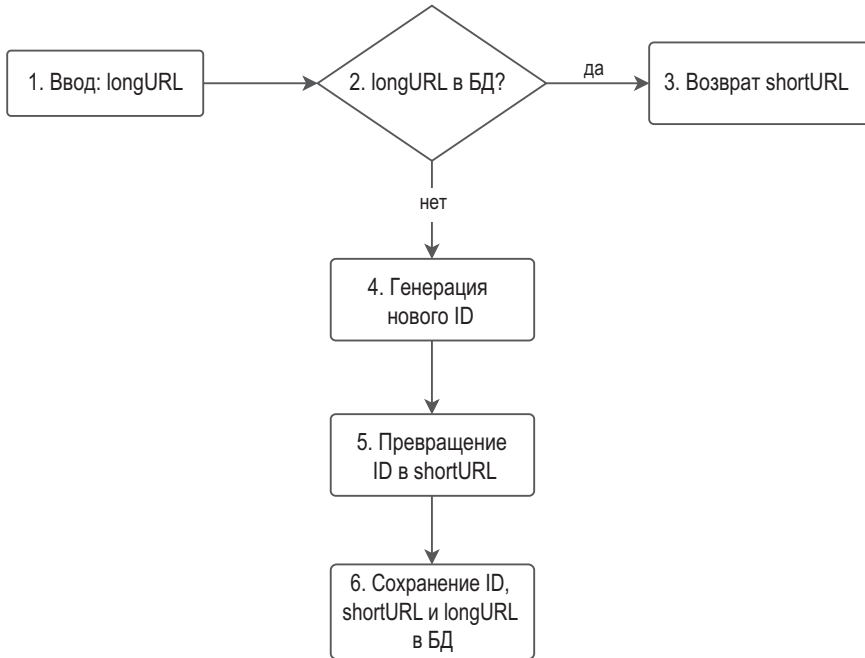 1. Ввод: longURL
2. longURL в БД?
да
3. Возврат shortURL
нет
4. Генерация
нового ID
5. Превращение
ID в shortURL
6. Сохранение ID,
shortURL и longURL
в БД